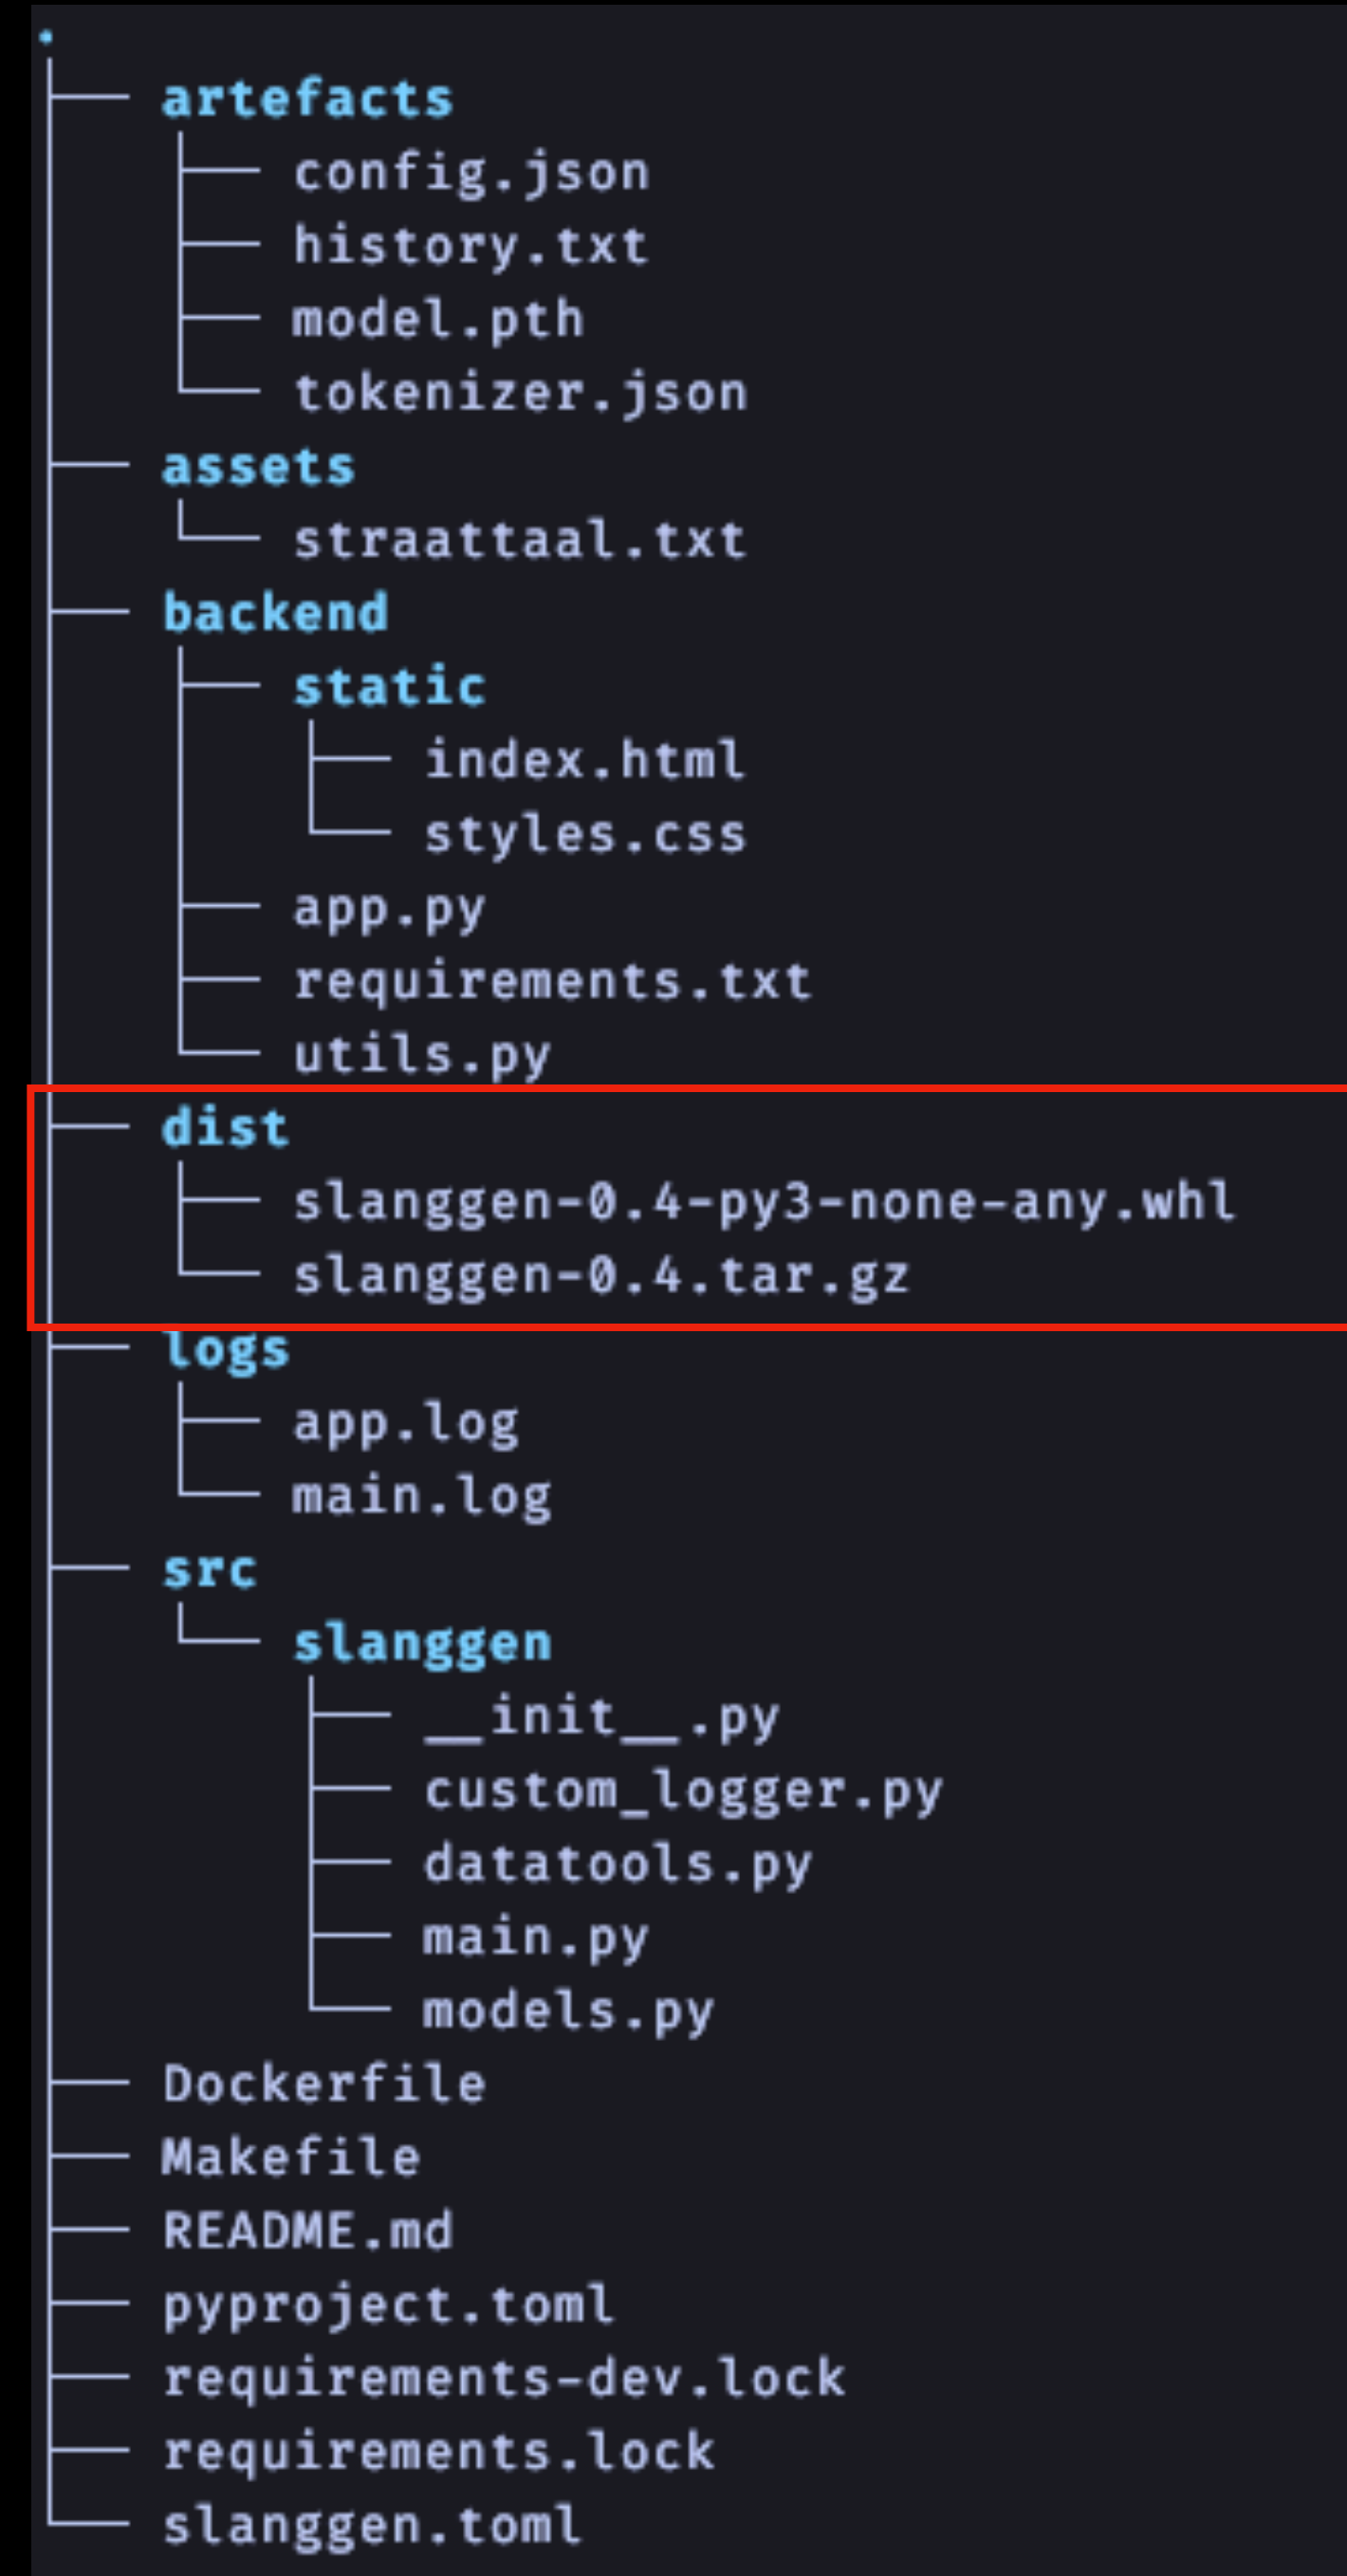 .
artefacts
config.json
history.txt
model.pth
tokenizer.json
assets
straattaal.txt
backend
static
index.html
styles.css
app.py
requirements.txt
utils.py
dist
slanggen-0.4-py3-none-any.whl
slanggen-0.4.tar.gz
logs
app.log
main.log
src
slanggen
__init__.py
custom_logger.py
datatools.py
main.py
models.py
Dockerfile
Makefile
README.md
pyproject.toml
requirements-dev.lock
requirements.lock
slanggen.toml